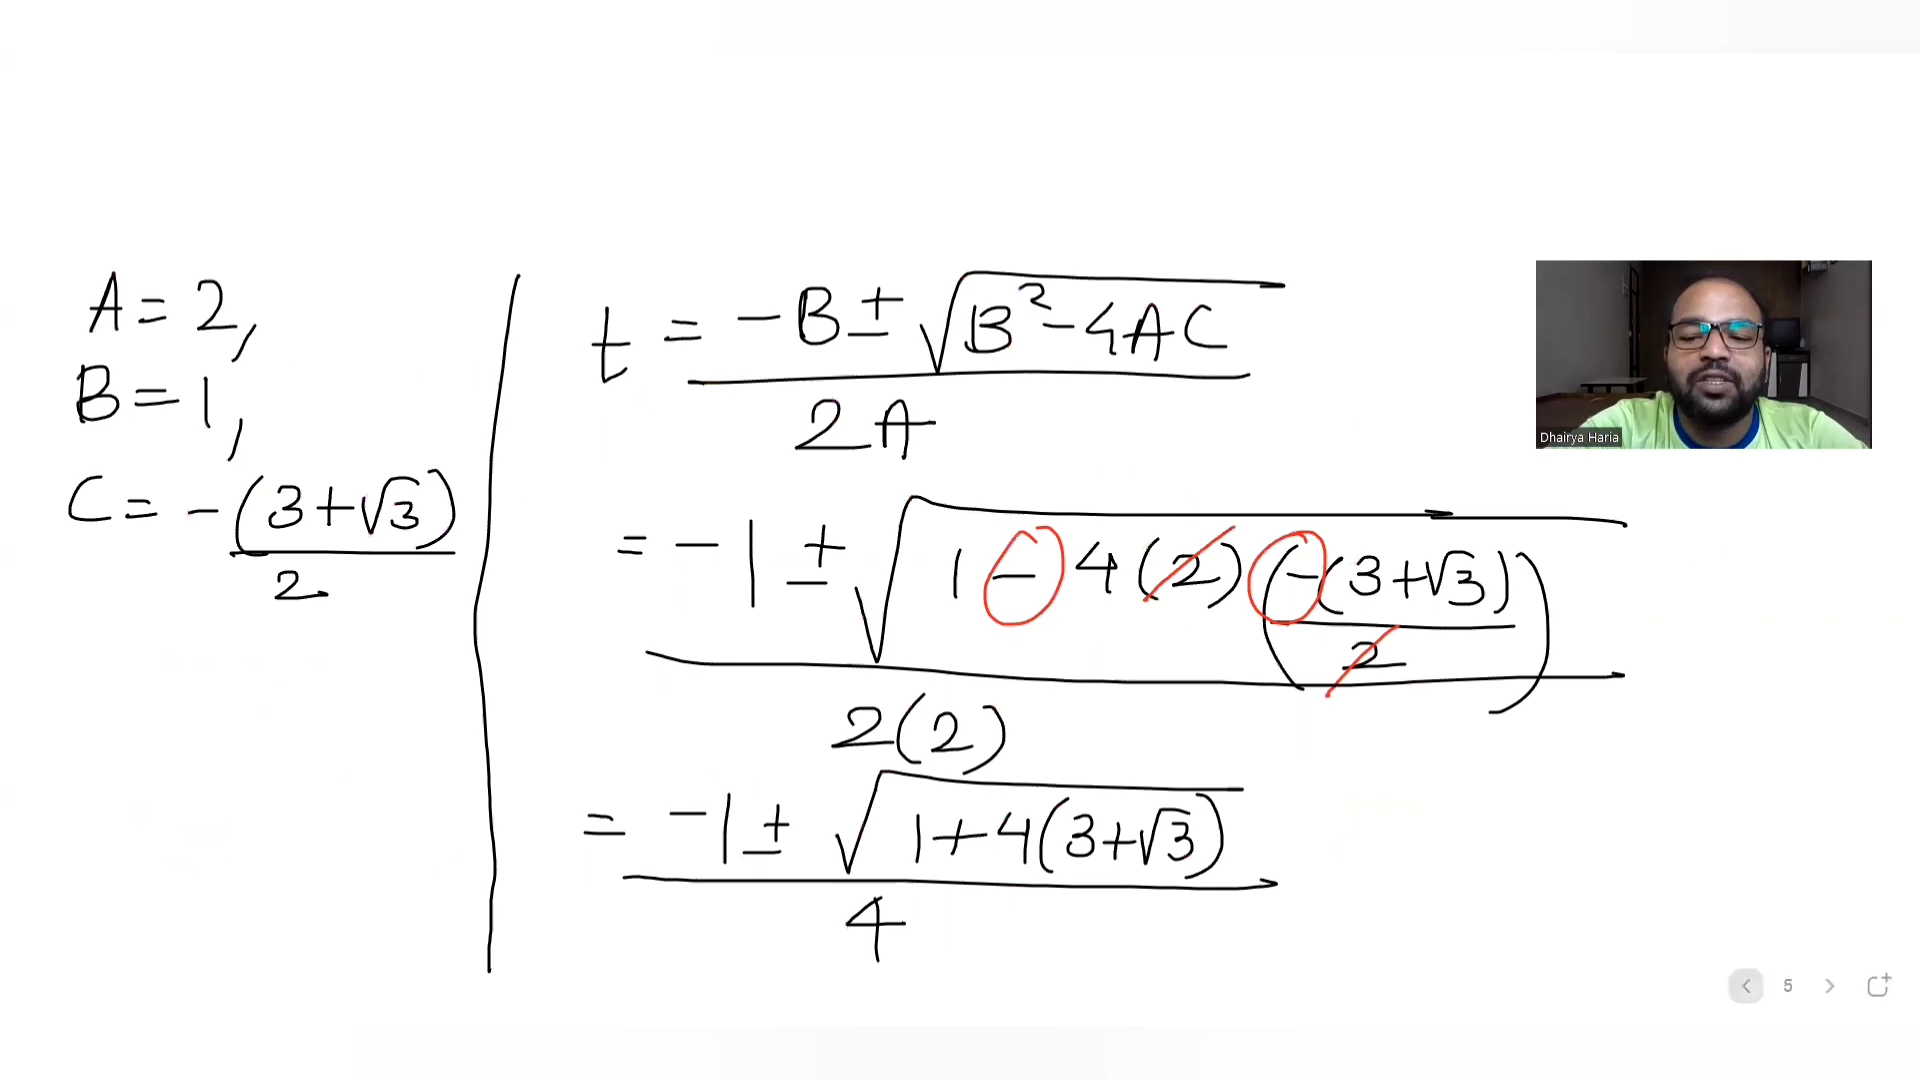 A = 2,
B = 1,
C = -(3+√3)/2
t = (-B ± √(B² - 4AC))/2A
= (-1 ± √(1 - 4(2)(-(3+√3)/2)))/2(2)
= (-1 ± √(1+4(3+√3)))/4
Dhairya Haria
5